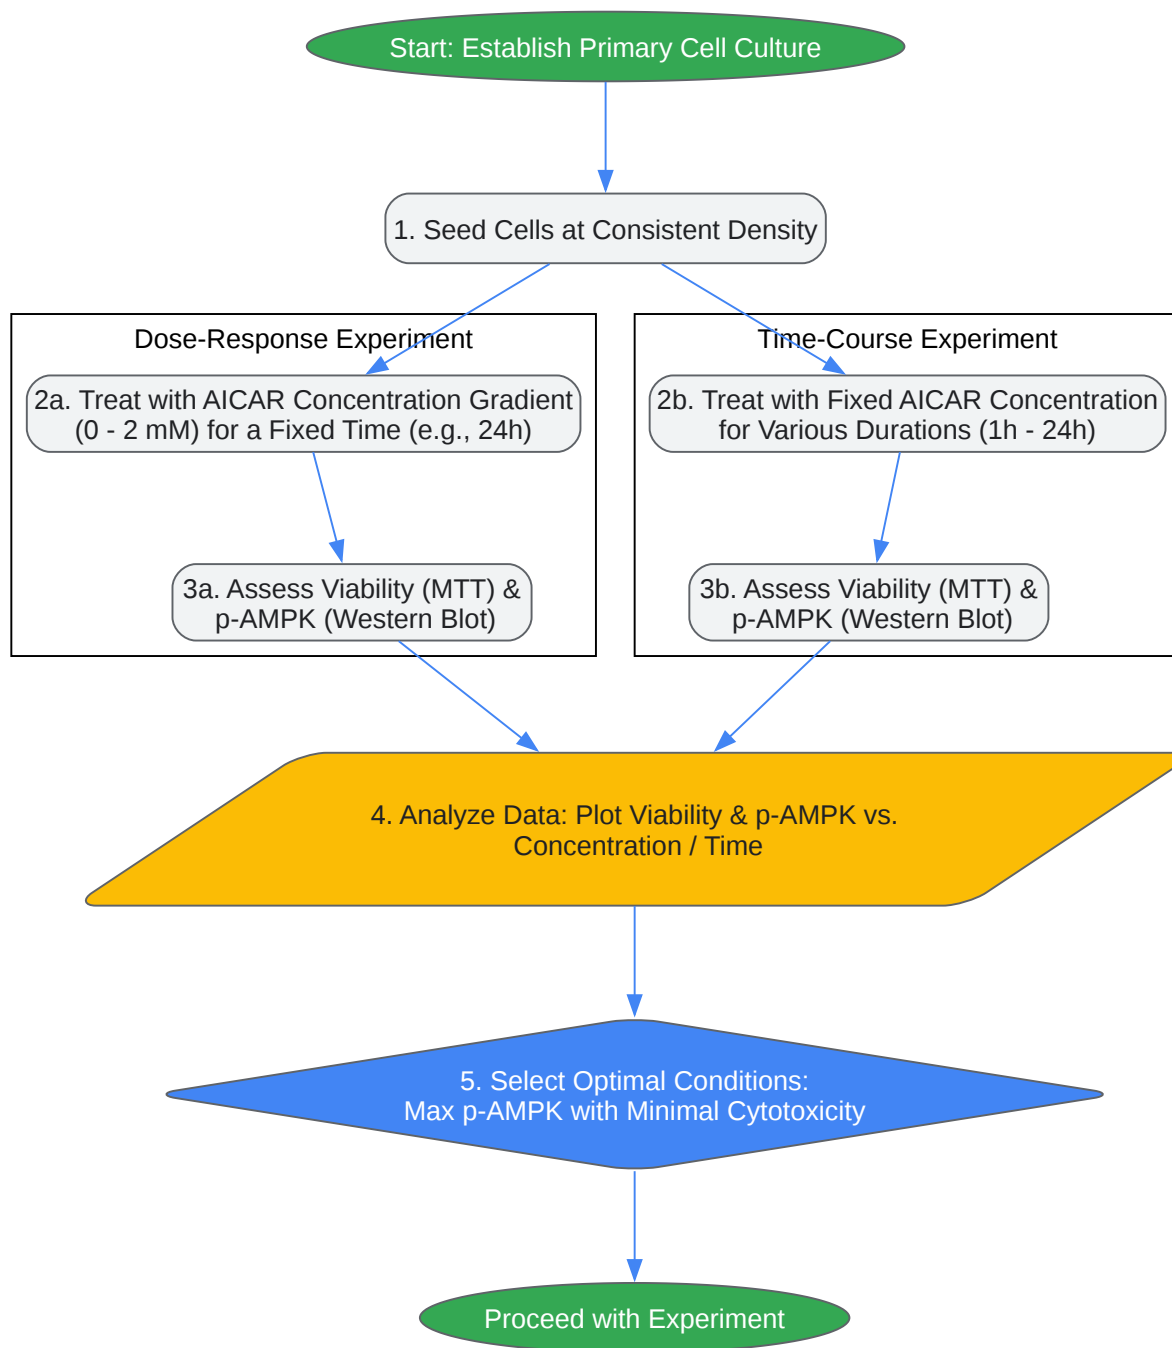 Start: Establish Primary Cell Culture
1. Seed Cells at Consistent Density
Dose-Response Experiment
2a. Treat with AICAR Concentration Gradient
(0 - 2 mM) for a Fixed Time (e.g., 24h)
3a. Assess Viability (MTT) &
p-AMPK (Western Blot)
Time-Course Experiment
2b. Treat with Fixed AICAR Concentration
for Various Durations (1h - 24h)
3b. Assess Viability (MTT) &
p-AMPK (Western Blot)
4. Analyze Data: Plot Viability & p-AMPK vs.
Concentration / Time
5. Select Optimal Conditions:
Max p-AMPK with Minimal Cytotoxicity
Proceed with Experiment